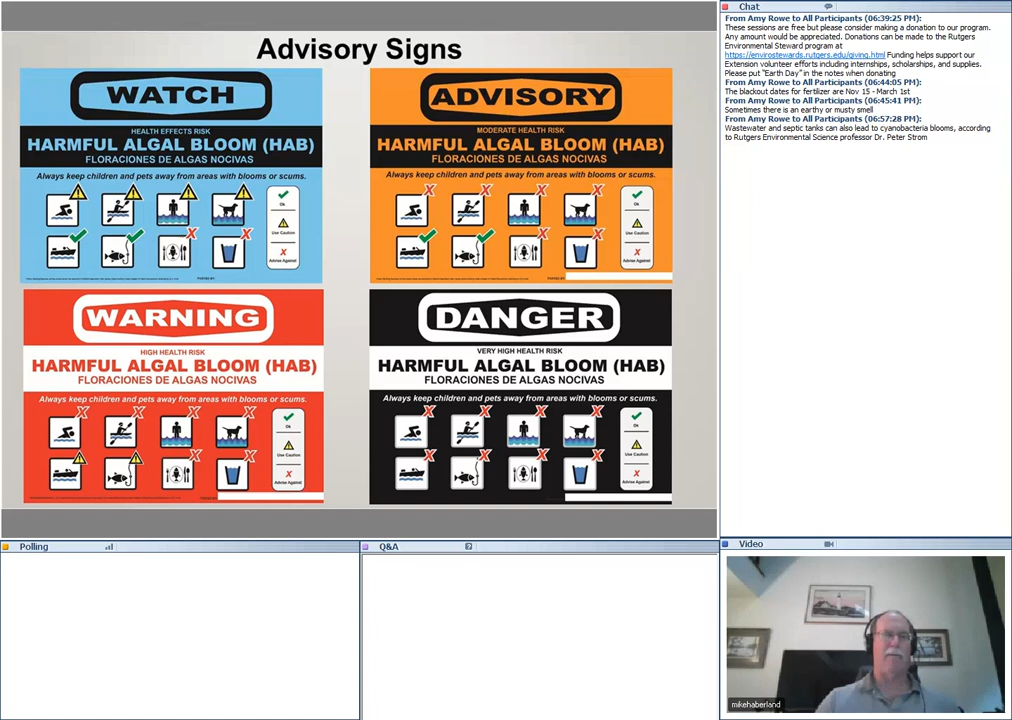 Advisory Signs
WATCH
HEALTH EFFECTS RISK
HARMFUL ALGAL BLOOM (HAB)
FLORACIONES DE ALGAS NOCIVAS
Always keep children and pets away from areas with blooms or scums.
Ok
Use Caution
Advise Against
POSTED BY:
ADVISORY
MODERATE HEALTH RISK
HARMFUL ALGAL BLOOM (HAB)
FLORACIONES DE ALGAS NOCIVAS
Always keep children and pets away from areas with blooms or scums.
Ok
Use Caution
Advise Against
WARNING
HIGH HEALTH RISK
HARMFUL ALGAL BLOOM (HAB)
FLORACIONES DE ALGAS NOCIVAS
Always keep children and pets away from areas with blooms or scums.
Ok
Use Caution
Advise Against
DANGER
VERY HIGH HEALTH RISK
HARMFUL ALGAL BLOOM (HAB)
FLORACIONES DE ALGAS NOCIVAS
Always keep children and pets away from areas with blooms or scums.
Ok
Use Caution
Advise Against
Chat
From Amy Rowe to All Participants (06:39:25 PM):
These sessions are free but please consider making a donation to our program.
Any amount would be appreciated. Donations can be made to the Rutgers
Environmental Steward program at
https://envirostewards.rutgers.edu/giving.html Funding helps support our
Extension volunteer efforts including internships, scholarships, and supplies.
Please put "Earth Day" in the notes when donating
From Amy Rowe to All Participants (06:44:05 PM):
The blackout dates for fertilizer are Nov 15 - March 1st
From Amy Rowe to All Participants (06:45:41 PM):
Sometimes there is an earthy or musty smell
From Amy Rowe to All Participants (06:57:28 PM):
Wastewater and septic tanks can also lead to cyanobacteria blooms, according
to Rutgers Environmental Science professor Dr. Peter Strom
Polling
Q&A
Video
mikehaberland